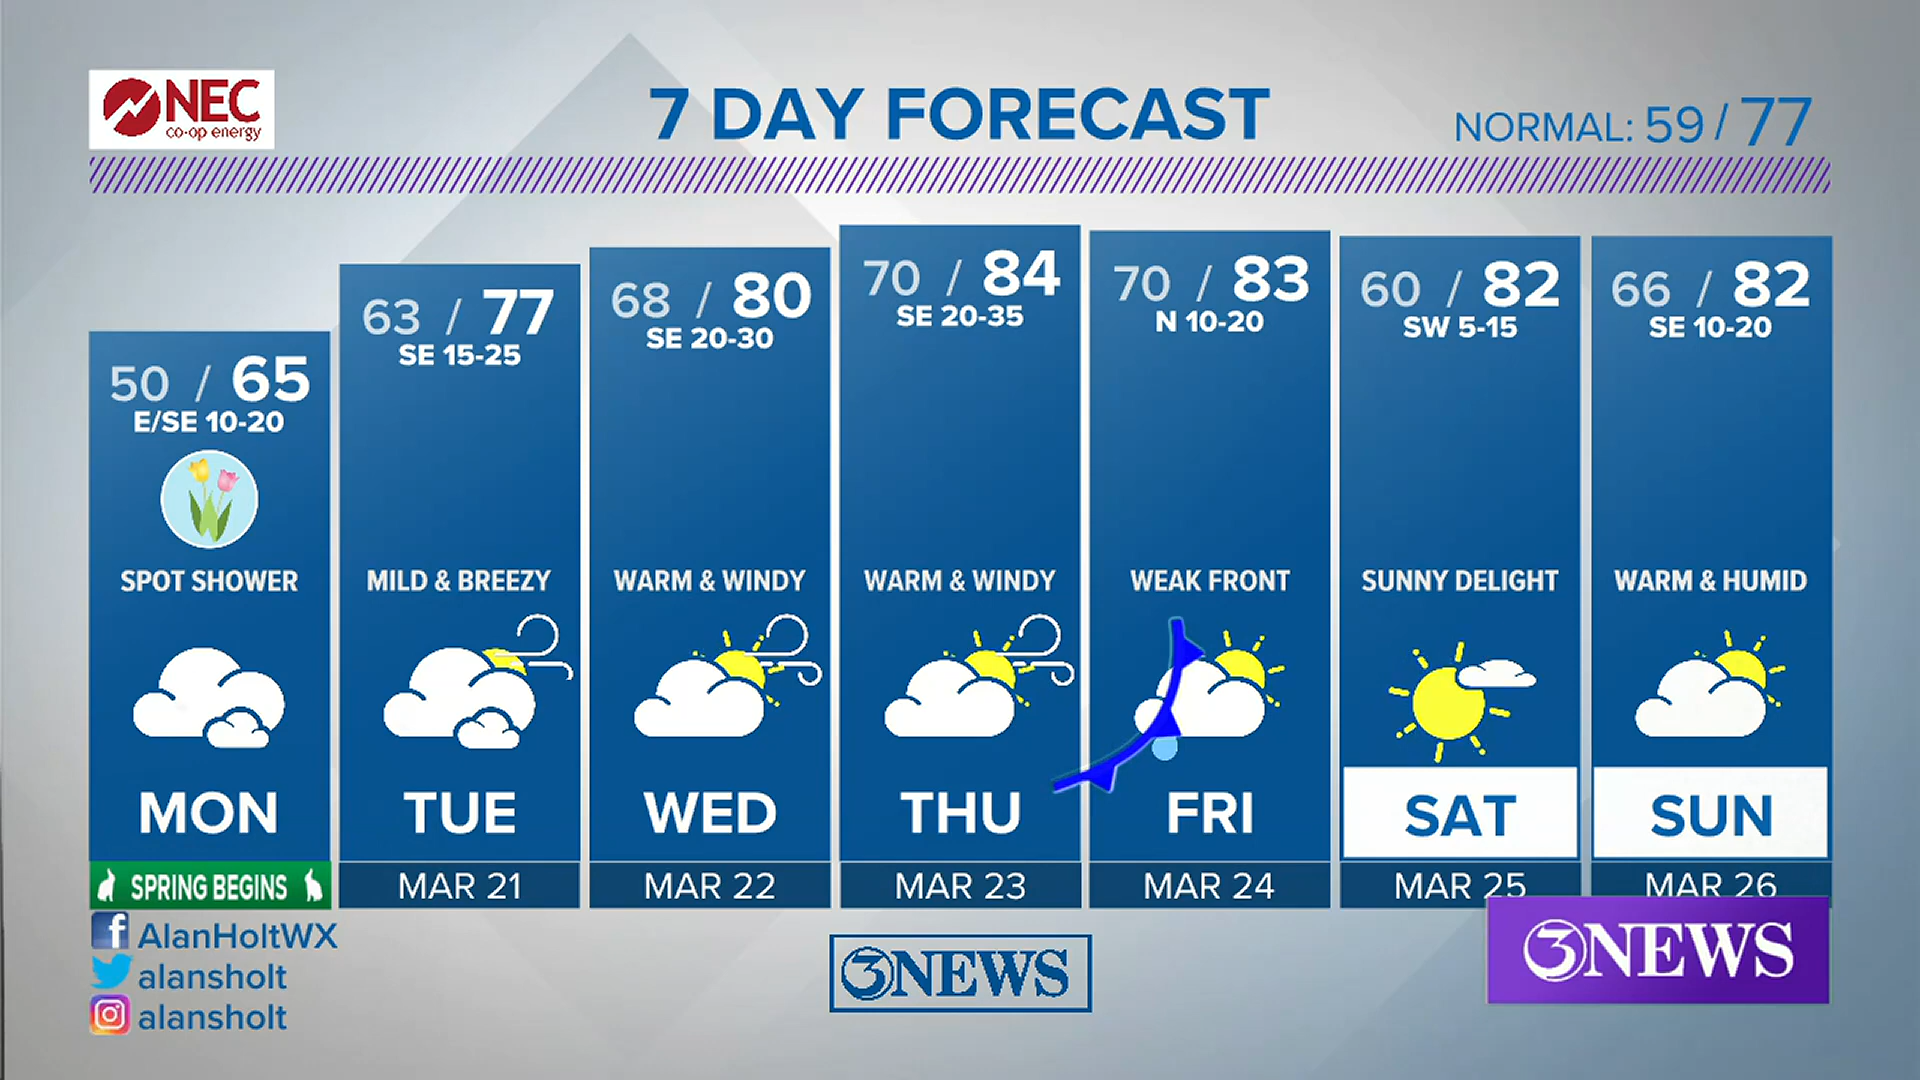 NEC
co-op energy
7 DAY FORECAST
NORMAL: 59 / 77
50 / 65
E/SE 10-20
SPOT SHOWER
MON
SPRING BEGINS
63 / 77
SE 15-25
MILD & BREEZY
TUE
MAR 21
68 / 80
SE 20-30
WARM & WINDY
WED
MAR 22
70 / 84
SE 20-35
WARM & WINDY
THU
MAR 23
70 / 83
N 10-20
WEAK FRONT
FRI
MAR 24
60 / 82
SW 5-15
SUNNY DELIGHT
SAT
MAR 25
66 / 82
SE 10-20
WARM & HUMID
SUN
MAR 26
f AlanHoltWX
alansholt
alansholt
3NEWS
3NEWS